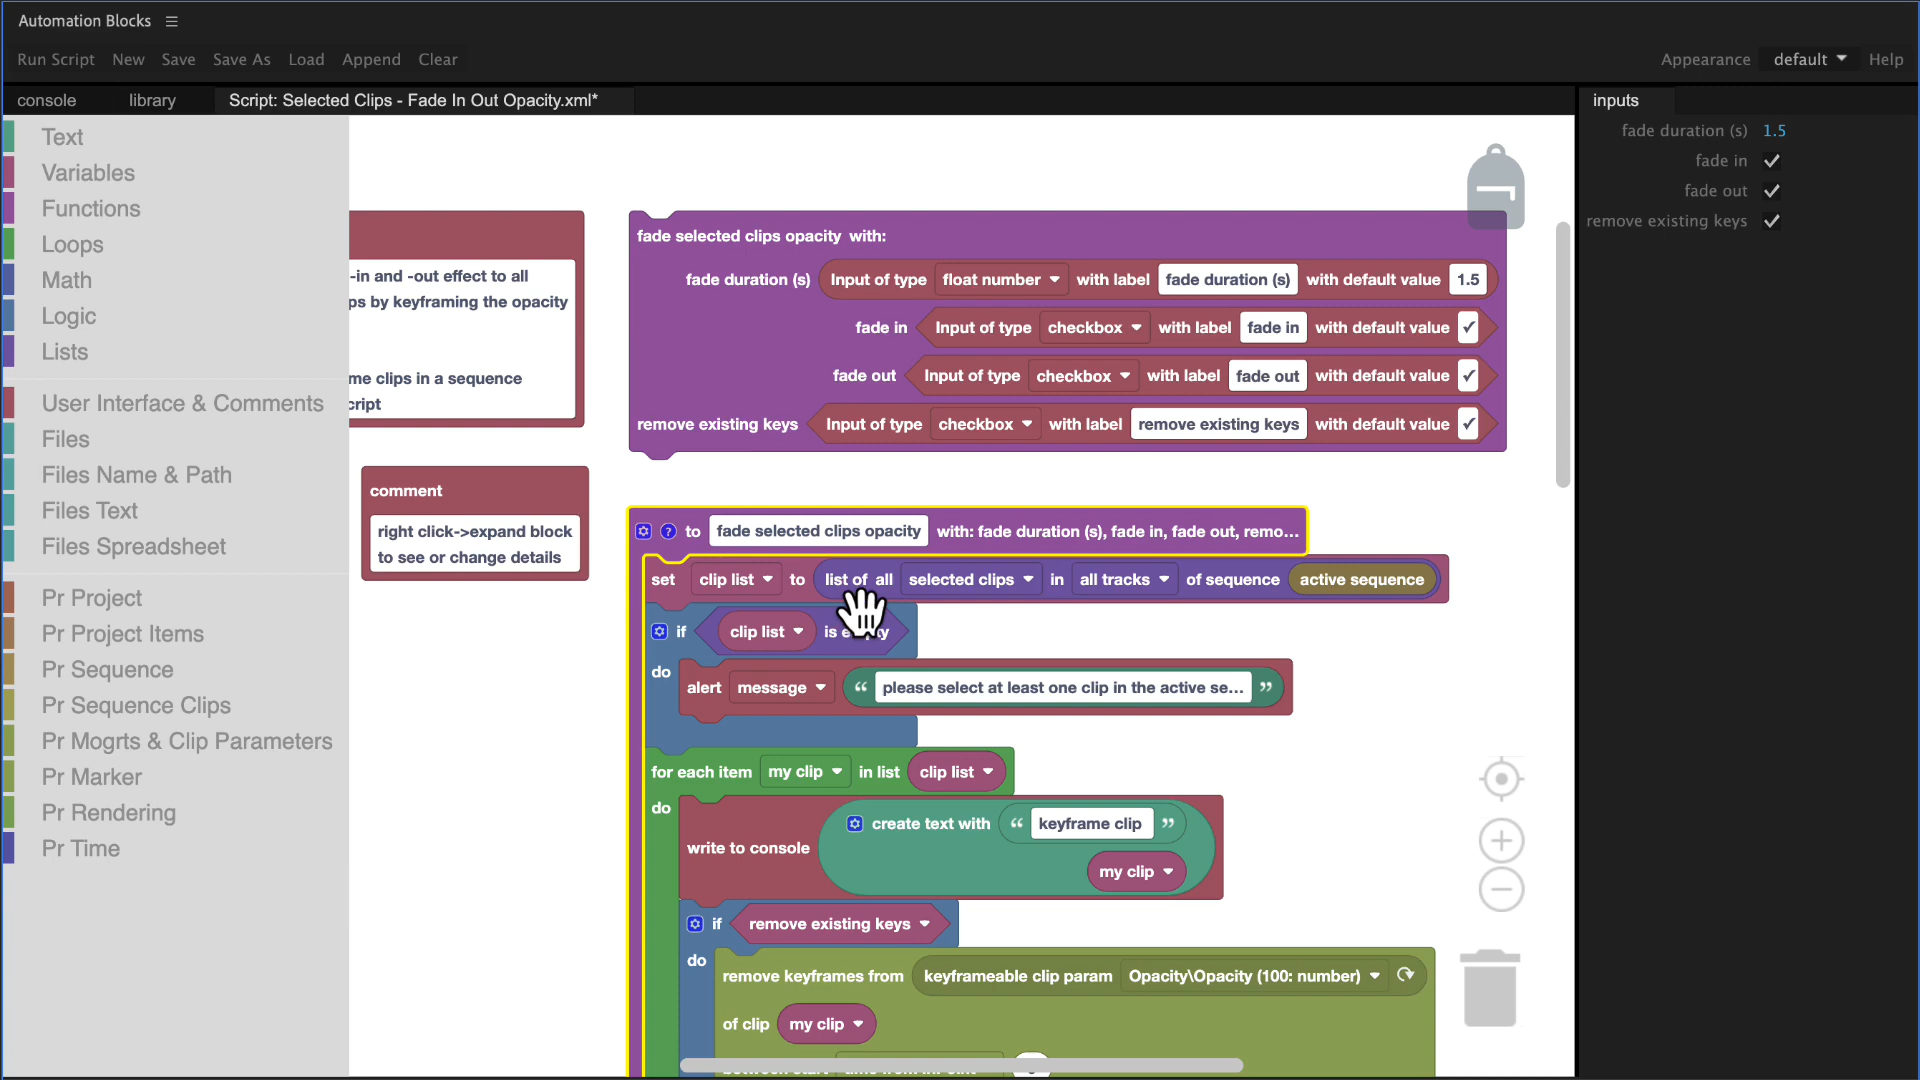 Automation Blocks
Run Script New Save Save As Load Append Clear
Appearance default Help
console library Script: Selected Clips - Fade In Out Opacity.xml*
inputs
fade duration (s) 1.5
fade in
fade out
remove existing keys
Text
Variables
Functions
Loops
Math
Logic
Lists
User Interface & Comments
Files
Files Name & Path
Files Text
Files Spreadsheet
Pr Project
Pr Project Items
Pr Sequence
Pr Sequence Clips
Pr Mogrts & Clip Parameters
Pr Marker
Pr Rendering
Pr Time
-in and -out effect to all
ps by keyframing the opacity
me clips in a sequence
cript
comment
right click->expand block
to see or change details
fade selected clips opacity with:
fade duration (s) Input of type float number with label fade duration (s) with default value 1.5
fade in Input of type checkbox with label fade in with default value ✓
fade out Input of type checkbox with label fade out with default value ✓
remove existing keys Input of type checkbox with label remove existing keys with default value ✓
? to fade selected clips opacity with: fade duration (s), fade in, fade out, remo...
set clip list to list of all selected clips in all tracks of sequence active sequence
if clip list is empty
do alert message “ please select at least one clip in the active se... ”
for each item my clip in list clip list
do
write to console create text with “ keyframe clip ”
my clip
if remove existing keys
do remove keyframes from keyframeable clip param Opacity\Opacity (100: number)
of clip my clip